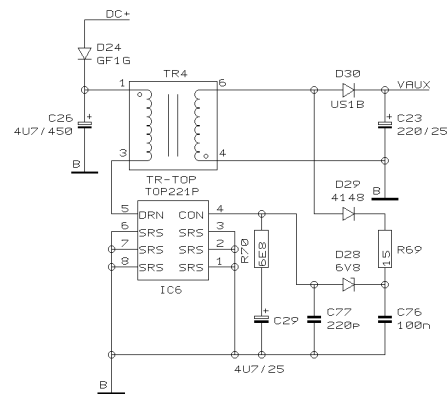 DC+
D24
GF1G
TR4
D30
VAUX
1
6
US1B
C26
4U7/450
+
+
C23
220/25
B
3
4
TR-TOP
TOP221P
B
D29
4148
5
DRN
CON
4
6
SRS
SRS
3
7
SRS
SRS
2
8
SRS
SRS
1
IC6
R70
6E8
D28
6V8
15
R69
+
C29
C77
220p
C76
100n
4U7/25
B